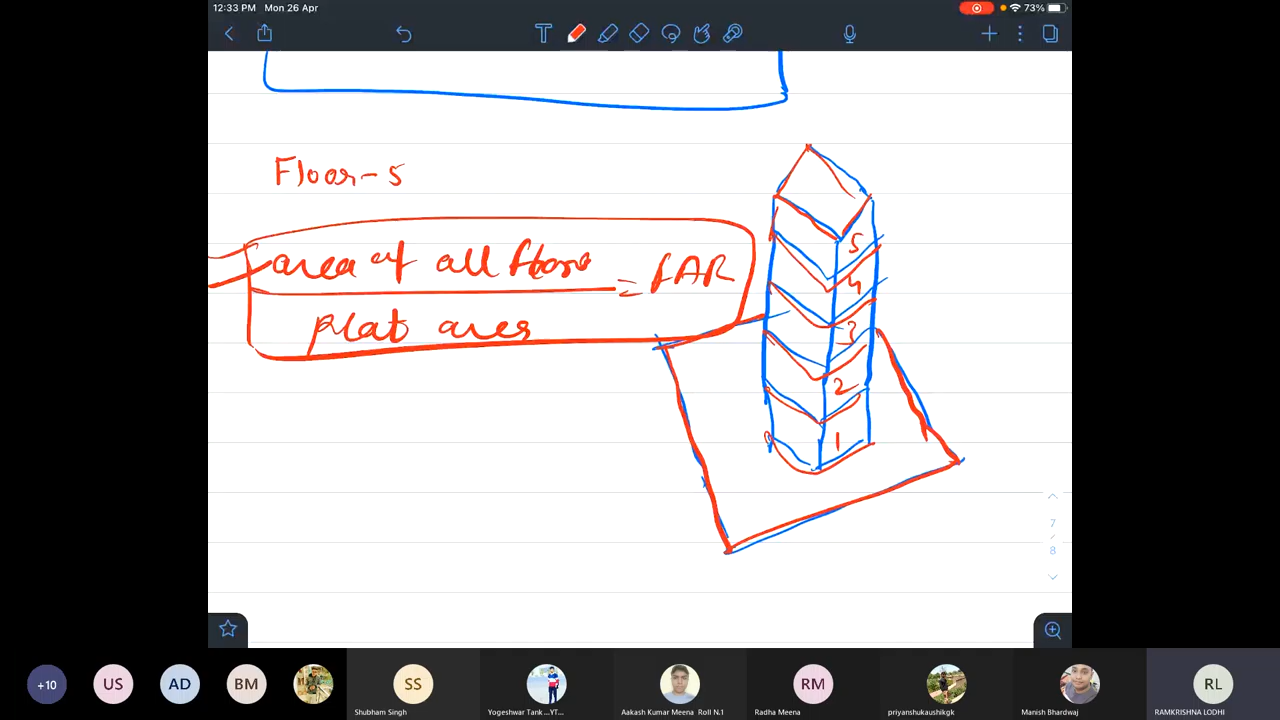 12:33 PM Mon 26 Apr
73%
T
Floor-5
area of all floors
= FAR
plot area
5
4
3
2
1
7
/
8
+10
US
AD
BM
SS
RM
RL
Shubham Singh
Yogeshwar Tank ...YT...
Aakash Kumar Meena Roll N.1
Radha Meena
priyanshukaushikgk
Manish Bhardwaj
RAMKRISHNA LODHI